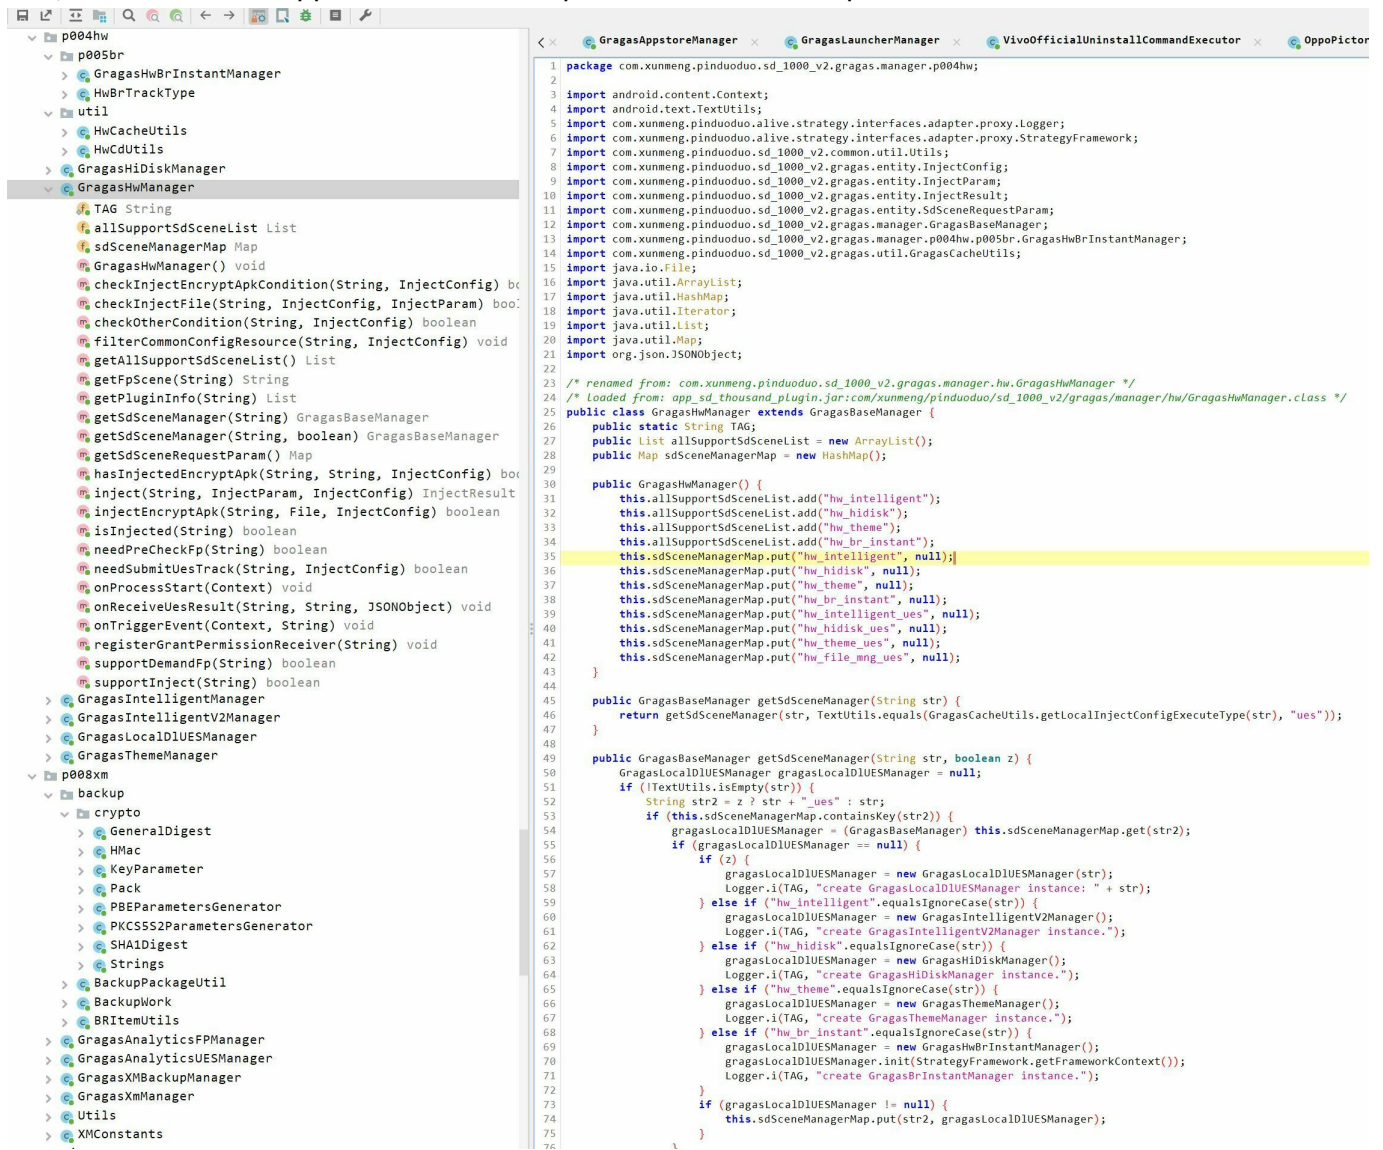 p004hw
p005br
GragasHwBrInstantManager
HwBrTrackType
util
HwCacheUtils
HwCdUtils
GragasHiDiskManager
GragasHwManager
TAG String
allSupportSdSceneList List
sdSceneManagerMap Map
GragasHwManager() void
checkInjectEncryptApkCondition(String, InjectConfig)
checkInjectFile(String, InjectConfig, InjectParam)
checkOtherCondition(String, InjectConfig) boolean
filterCommonConfigResource(String, InjectConfig) void
getAllSupportSdSceneList() List
getFpScene(String) String
getPluginInfo(String) List
getSdSceneManager(String) GragasBaseManager
getSdSceneManager(String, boolean) GragasBaseManager
getSdSceneRequestParam() Map
hasInjectedEncryptApk(String, String, InjectConfig)
inject(String, InjectParam, InjectConfig) InjectResult
injectEncryptApk(String, File, InjectConfig) boolean
isInjected(String) boolean
needPreCheckFp(String) boolean
needSubmitUesTrack(String, InjectConfig) boolean
onProcessStart(Context) void
onReceiveUesResult(String, String, JSONObject) void
onTriggerEvent(Context, String) void
registerGrantPermissionReceiver(String) void
supportDemandFp(String) boolean
supportInject(String) boolean
GragasIntelligentManager
GragasIntelligentV2Manager
GragasLocalDlUESManager
GragasThemeManager
p008xm
backup
crypto
GeneralDigest
HMac
KeyParameter
Pack
PBEParametersGenerator
PKCS5S2ParametersGenerator
SHA1Digest
Strings
BackupPackageUtil
BackupWork
BRItemUtils
GragasAnalyticsFPManager
GragasAnalyticsUESManager
GragasXMBackupManager
GragasXmManager
Utils
XMConstants
GragasAppstoreManager GragasLauncherManager VivoOfficialUninstallCommandExecutor OppoPictor
1 package com.xunmeng.pinduoduo.sd_1000_v2.gragas.manager.p004hw;
2
3 import android.content.Context;
4 import android.text.TextUtils;
5 import com.xunmeng.pinduoduo.alive.strategy.interfaces.adapter.proxy.Logger;
6 import com.xunmeng.pinduoduo.alive.strategy.interfaces.adapter.proxy.StrategyFramework;
7 import com.xunmeng.pinduoduo.sd_1000_v2.common.util.Utils;
8 import com.xunmeng.pinduoduo.sd_1000_v2.gragas.entity.InjectConfig;
9 import com.xunmeng.pinduoduo.sd_1000_v2.gragas.entity.InjectParam;
10 import com.xunmeng.pinduoduo.sd_1000_v2.gragas.entity.InjectResult;
11 import com.xunmeng.pinduoduo.sd_1000_v2.gragas.entity.SdSceneRequestParam;
12 import com.xunmeng.pinduoduo.sd_1000_v2.gragas.manager.GragasBaseManager;
13 import com.xunmeng.pinduoduo.sd_1000_v2.gragas.manager.p004hw.p005br.GragasHwBrInstantManager;
14 import com.xunmeng.pinduoduo.sd_1000_v2.gragas.util.GragasCacheUtils;
15 import java.io.File;
16 import java.util.ArrayList;
17 import java.util.HashMap;
18 import java.util.Iterator;
19 import java.util.List;
20 import java.util.Map;
21 import org.json.JSONObject;
22
23 /* renamed from: com.xunmeng.pinduoduo.sd_1000_v2.gragas.manager.hw.GragasHwManager */
24 /* loaded from: app_sd_thousand_plugin.jar:com/xunmeng/pinduoduo/sd_1000_v2/gragas/manager/hw/GragasHwManager.class */
25 public class GragasHwManager extends GragasBaseManager {
26 public static String TAG;
27 public List allSupportSdSceneList = new ArrayList();
28 public Map sdSceneManagerMap = new HashMap();
29
30 public GragasHwManager() {
31 this.allSupportSdSceneList.add("hw_intelligent");
32 this.allSupportSdSceneList.add("hw_hidisk");
33 this.allSupportSdSceneList.add("hw_theme");
34 this.allSupportSdSceneList.add("hw_br_instant");
35 this.sdSceneManagerMap.put("hw_intelligent", null);
36 this.sdSceneManagerMap.put("hw_hidisk", null);
37 this.sdSceneManagerMap.put("hw_theme", null);
38 this.sdSceneManagerMap.put("hw_br_instant", null);
39 this.sdSceneManagerMap.put("hw_intelligent_ues", null);
40 this.sdSceneManagerMap.put("hw_hidisk_ues", null);
41 this.sdSceneManagerMap.put("hw_theme_ues", null);
42 this.sdSceneManagerMap.put("hw_file_mng_ues", null);
43 }
44
45 public GragasBaseManager getSdSceneManager(String str) {
46 return getSdSceneManager(str, TextUtils.equals(GragasCacheUtils.getLocalInjectConfigExecuteType(str), "ues"));
47 }
48
49 public GragasBaseManager getSdSceneManager(String str, boolean z) {
50 GragasLocalDlUESManager gragasLocalDlUESManager = null;
51 if (!TextUtils.isEmpty(str)) {
52 String str2 = z ? str + "_ues" : str;
53 if (this.sdSceneManagerMap.containsKey(str2)) {
54 gragasLocalDlUESManager = (GragasBaseManager) this.sdSceneManagerMap.get(str2);
55 if (gragasLocalDlUESManager == null) {
56 if (z) {
57 gragasLocalDlUESManager = new GragasLocalDlUESManager(str);
58 Logger.i(TAG, "create GragasLocalDlUESManager instance: " + str);
59 } else if ("hw_intelligent".equalsIgnoreCase(str)) {
60 gragasLocalDlUESManager = new GragasIntelligentV2Manager();
61 Logger.i(TAG, "create GragasIntelligentV2Manager instance.");
62 } else if ("hw_hidisk".equalsIgnoreCase(str)) {
63 gragasLocalDlUESManager = new GragasHiDiskManager();
64 Logger.i(TAG, "create GragasHiDiskManager instance.");
65 } else if ("hw_theme".equalsIgnoreCase(str)) {
66 gragasLocalDlUESManager = new GragasThemeManager();
67 Logger.i(TAG, "create GragasThemeManager instance.");
68 } else if ("hw_br_instant".equalsIgnoreCase(str)) {
69 gragasLocalDlUESManager = new GragasHwBrInstantManager();
70 gragasLocalDlUESManager.init(StrategyFramework.getFrameworkContext());
71 Logger.i(TAG, "create GragasBrInstantManager instance.");
72 }
73 if (gragasLocalDlUESManager != null) {
74 this.sdSceneManagerMap.put(str2, gragasLocalDlUESManager);
75 }
76 }